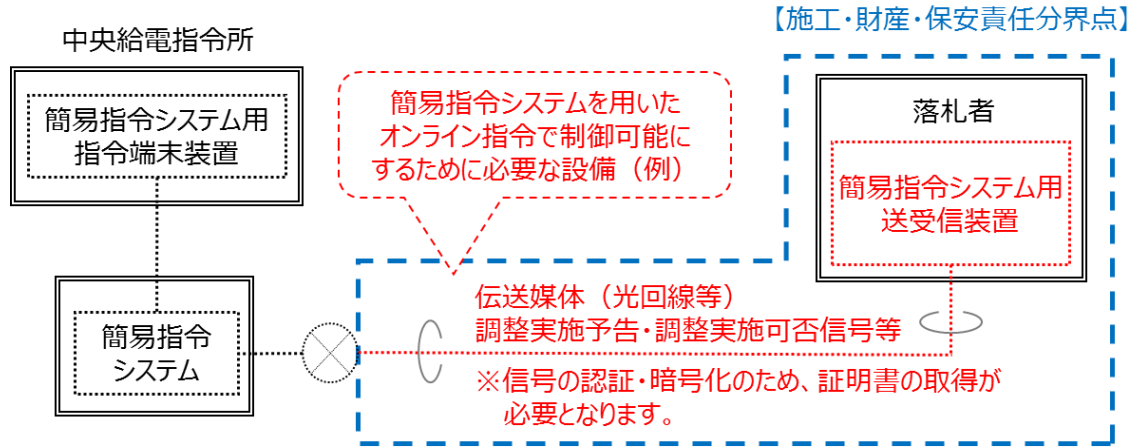 【施工・財産・保安責任分界点】
中央給電指令所
簡易指令システム用
指令端末装置
簡易指令システムを用いた
オンライン指令で制御可能に
するために必要な設備（例）
落札者
簡易指令システム用
送受信装置
簡易指令
システム
伝送媒体（光回線等）
調整実施予告・調整実施可否信号等
※信号の認証・暗号化のため、証明書の取得が
必要となります。